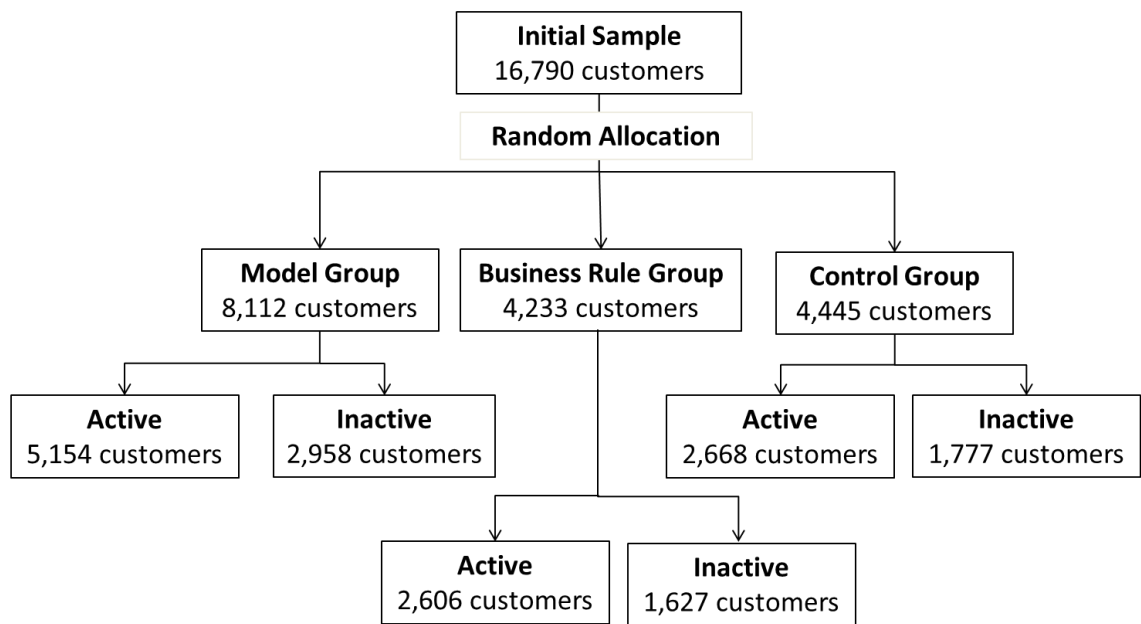 Initial Sample
16,790 customers
Random Allocation
Model Group
8,112 customers
Business Rule Group
4,233 customers
Control Group
4,445 customers
Active
5,154 customers
Inactive
2,958 customers
Active
2,668 customers
Inactive
1,777 customers
Active
2,606 customers
Inactive
1,627 customers